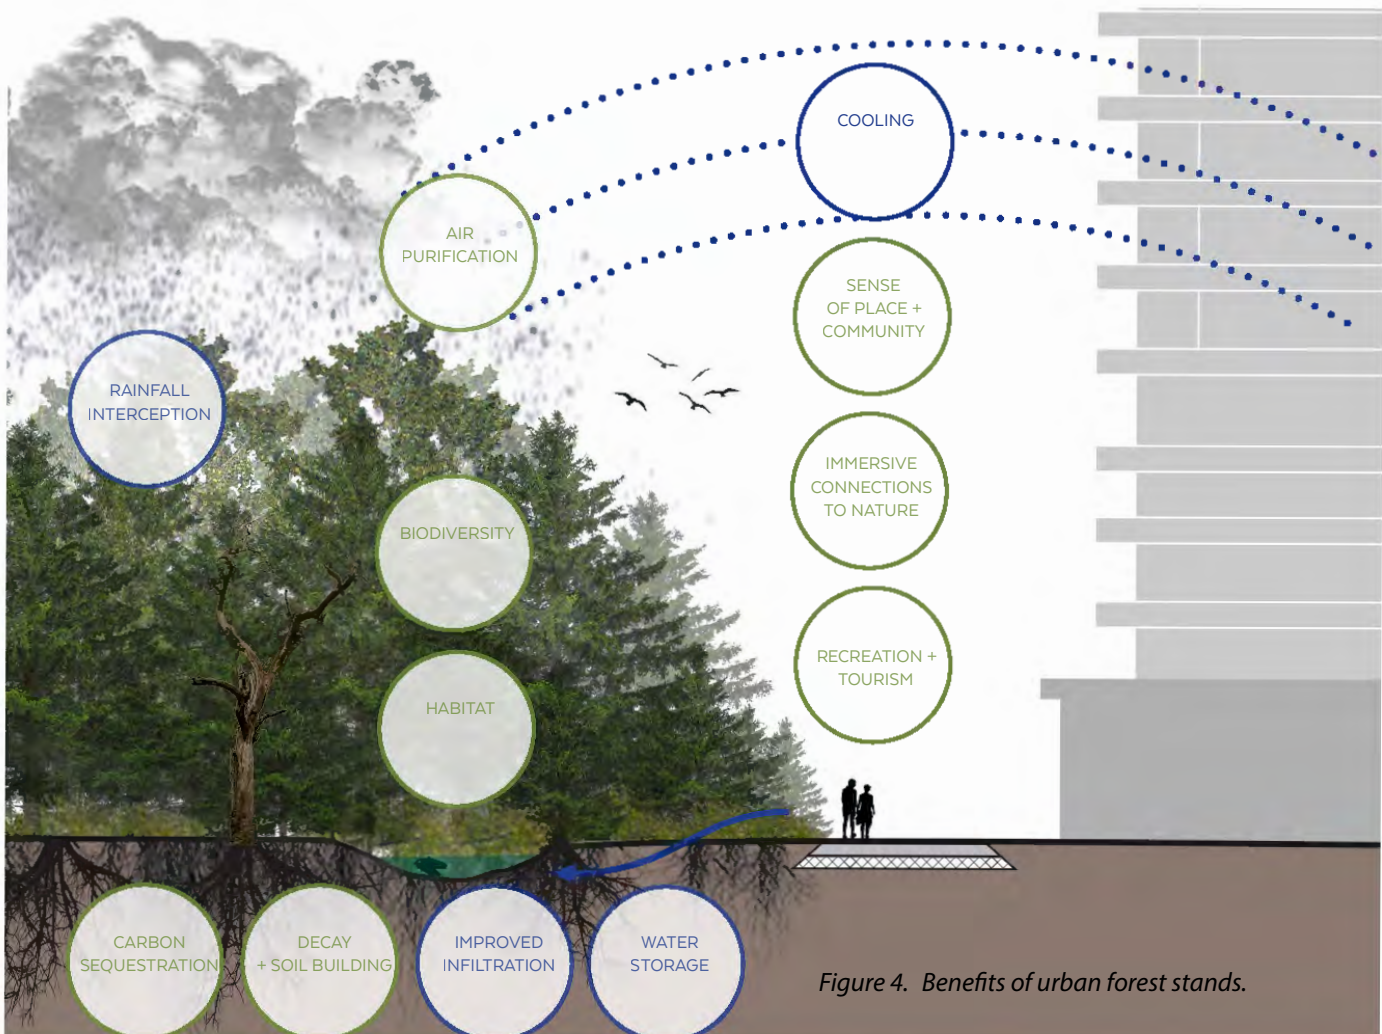 COOLING
AIR
PURIFICATION
SENSE
OF PLACE +
COMMUNITY
RAINFALL
INTERCEPTION
IMMERSIVE
CONNECTIONS
TO NATURE
BIODIVERSITY
RECREATION +
TOURISM
HABITAT
CARBON
SEQUESTRATION
DECAY
+ SOIL BUILDING
IMPROVED
INFILTRATION
WATER
STORAGE
Figure 4. Benefits of urban forest stands.